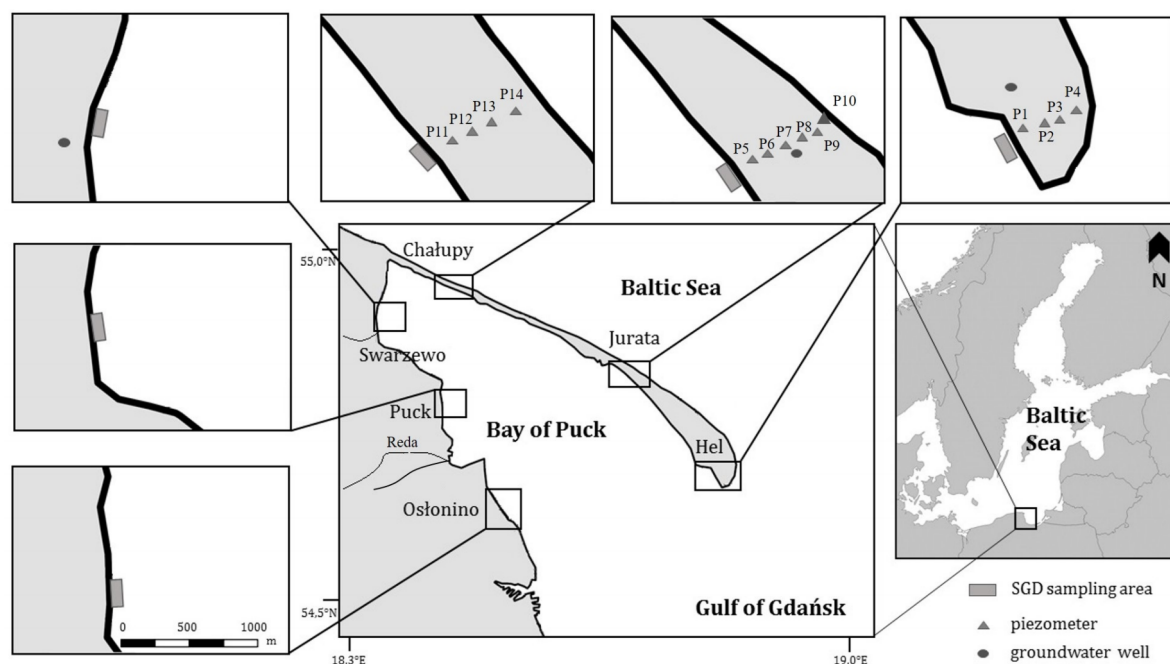 P11
P12
P13
P14
P5
P6
P7
P8
P9
P10
P1
P2
P3
P4
Chałupy
55,0°N
Baltic Sea
Jurata
Swarzewo
Puck
Bay of Puck
Reda
Hel
Osłonino
54,5°N
Gulf of Gdańsk
18.3°E
19.0°E
0 500 1000
m
N
Baltic
Sea
SGD sampling area
piezometer
groundwater well